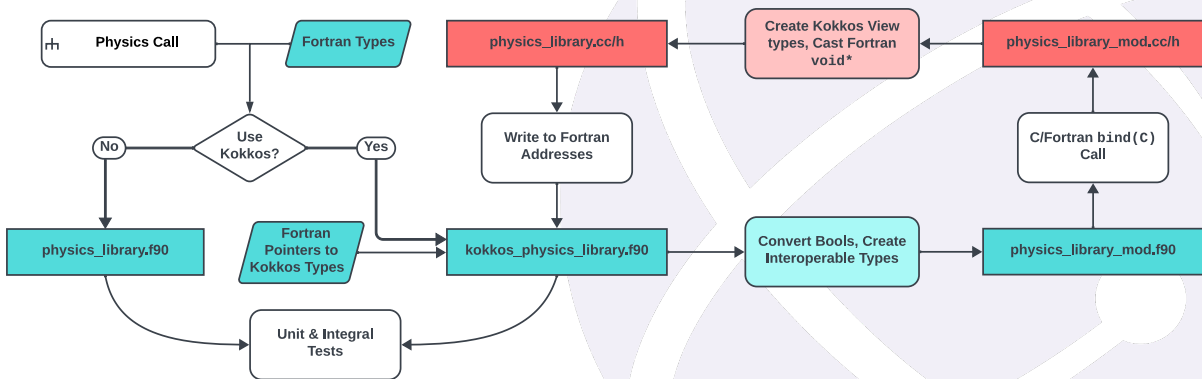 Physics Call
Fortran Types
physics_library.cc/h
Create Kokkos View
types, Cast Fortran
void*
physics_library_mod.cc/h
Use
Kokkos?
No
Yes
Write to Fortran
Addresses
C/Fortran bind(C)
Call
physics_library.f90
Fortran
Pointers to
Kokkos Types
kokkos_physics_library.f90
Convert Bools, Create
Interoperable Types
physics_library_mod.f90
Unit & Integral
Tests